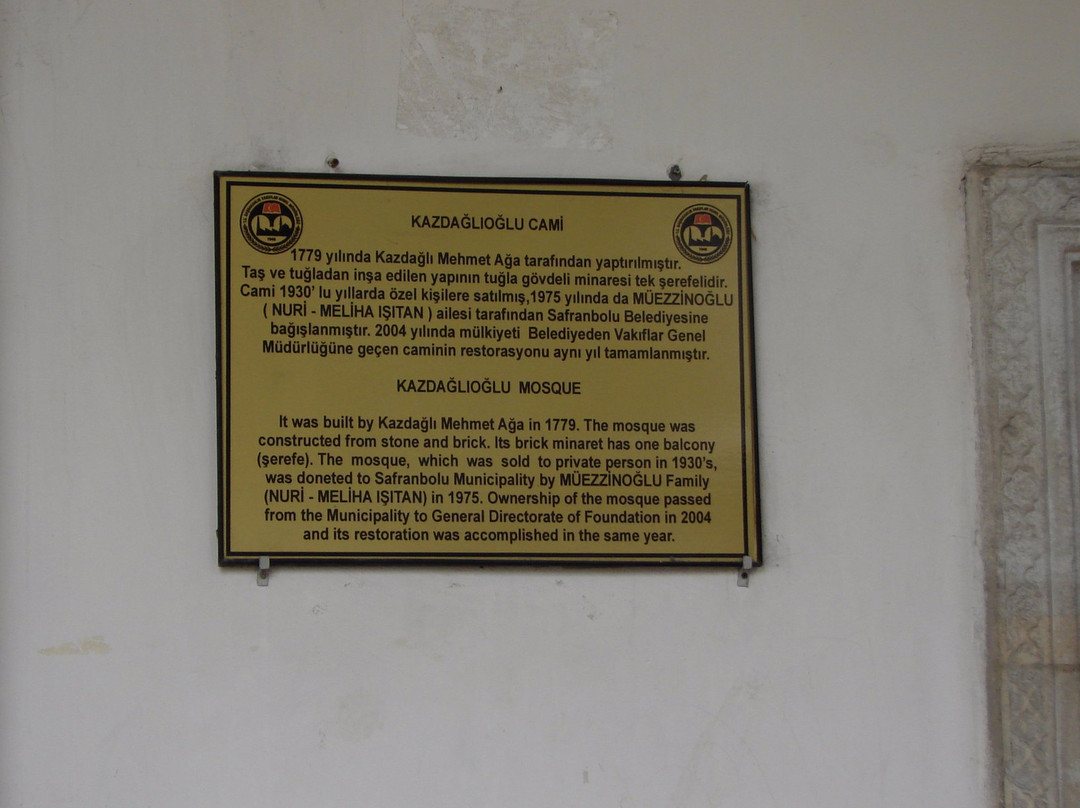 KAZDAĞLIOĞLU CAMİ
1779 yılında Kazdağlı Mehmet Ağa tarafından yaptırılmıştır.
Taş ve tuğladan inşa edilen yapının tuğla gövdeli minaresi tek şerefelidir.
Cami 1930' lu yıllarda özel kişilere satılmış,1975 yılında da MÜEZZİNOĞLU
( NURİ - MELİHA IŞITAN ) ailesi tarafından Safranbolu Belediyesine
bağışlanmıştır. 2004 yılında mülkiyeti Belediyeden Vakıflar Genel
Müdürlüğüne geçen caminin restorasyonu aynı yıl tamamlanmıştır.
KAZDAĞLIOĞLU MOSQUE
It was built by Kazdağlı Mehmet Ağa in 1779. The mosque was
constructed from stone and brick. Its brick minaret has one balcony
(şerefe). The mosque, which was sold to private person in 1930's,
was doneted to Safranbolu Municipality by MÜEZZİNOĞLU Family
(NURİ - MELİHA IŞITAN) in 1975. Ownership of the mosque passed
from the Municipality to General Directorate of Foundation in 2004
and its restoration was accomplished in the same year.